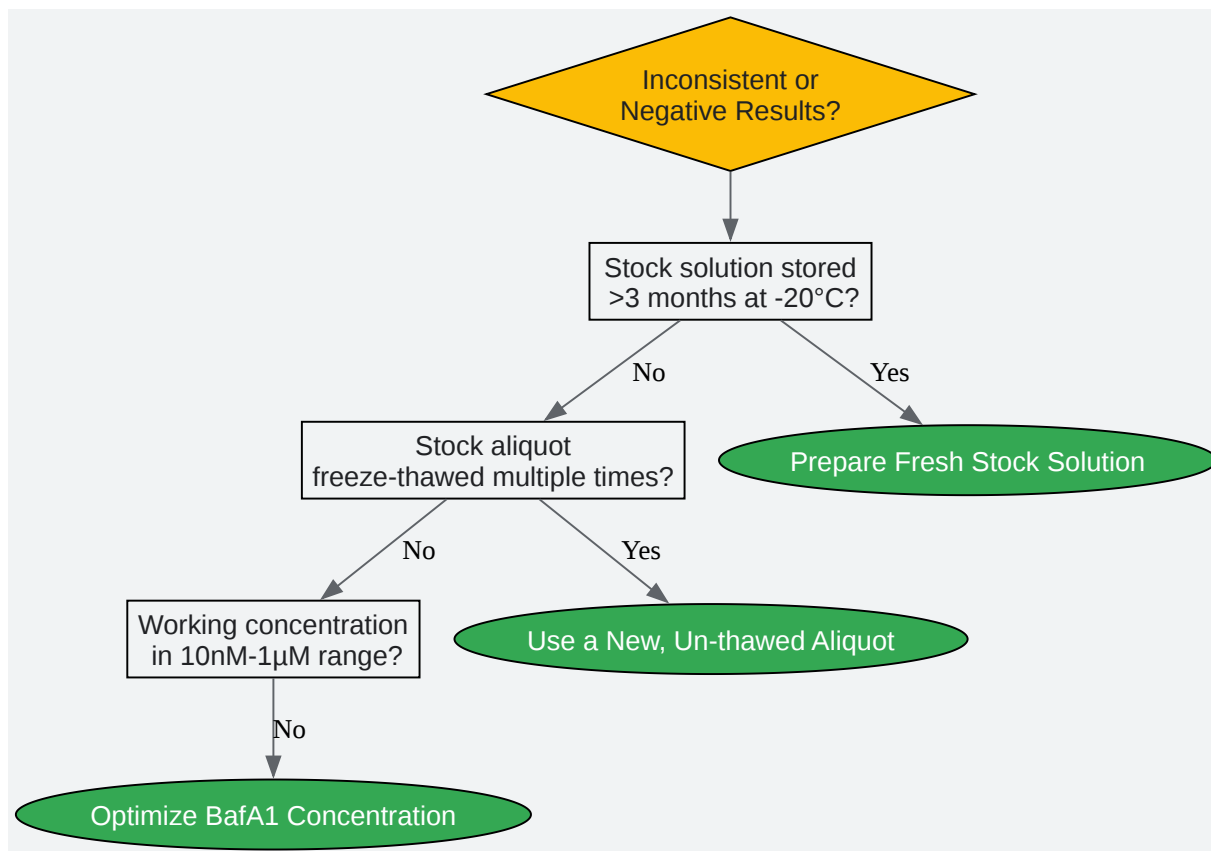 Inconsistent or
Negative Results?
Stock solution stored
>3 months at -20°C?
No
Yes
Stock aliquot
freeze-thawed multiple times?
Prepare Fresh Stock Solution
No
Yes
Working concentration
in 10nM-1µM range?
Use a New, Un-thawed Aliquot
No
Optimize BafA1 Concentration